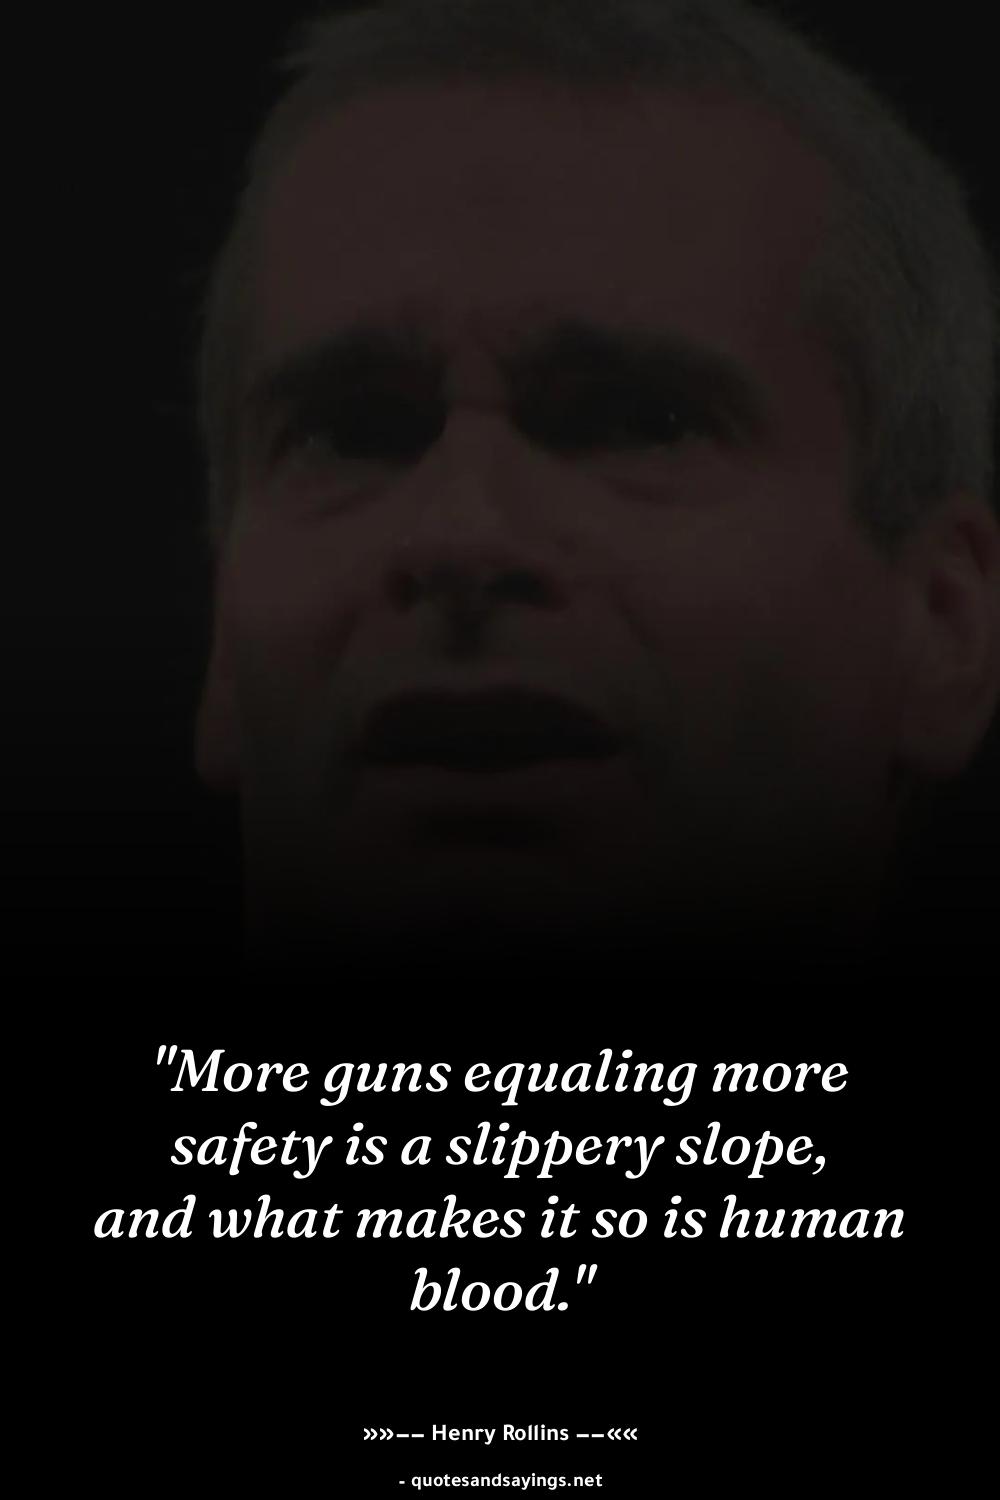 "More guns equaling more
safety is a slippery slope,
and what makes it so is human
blood."
»»–– Henry Rollins ––««
- quotesandsayings.net